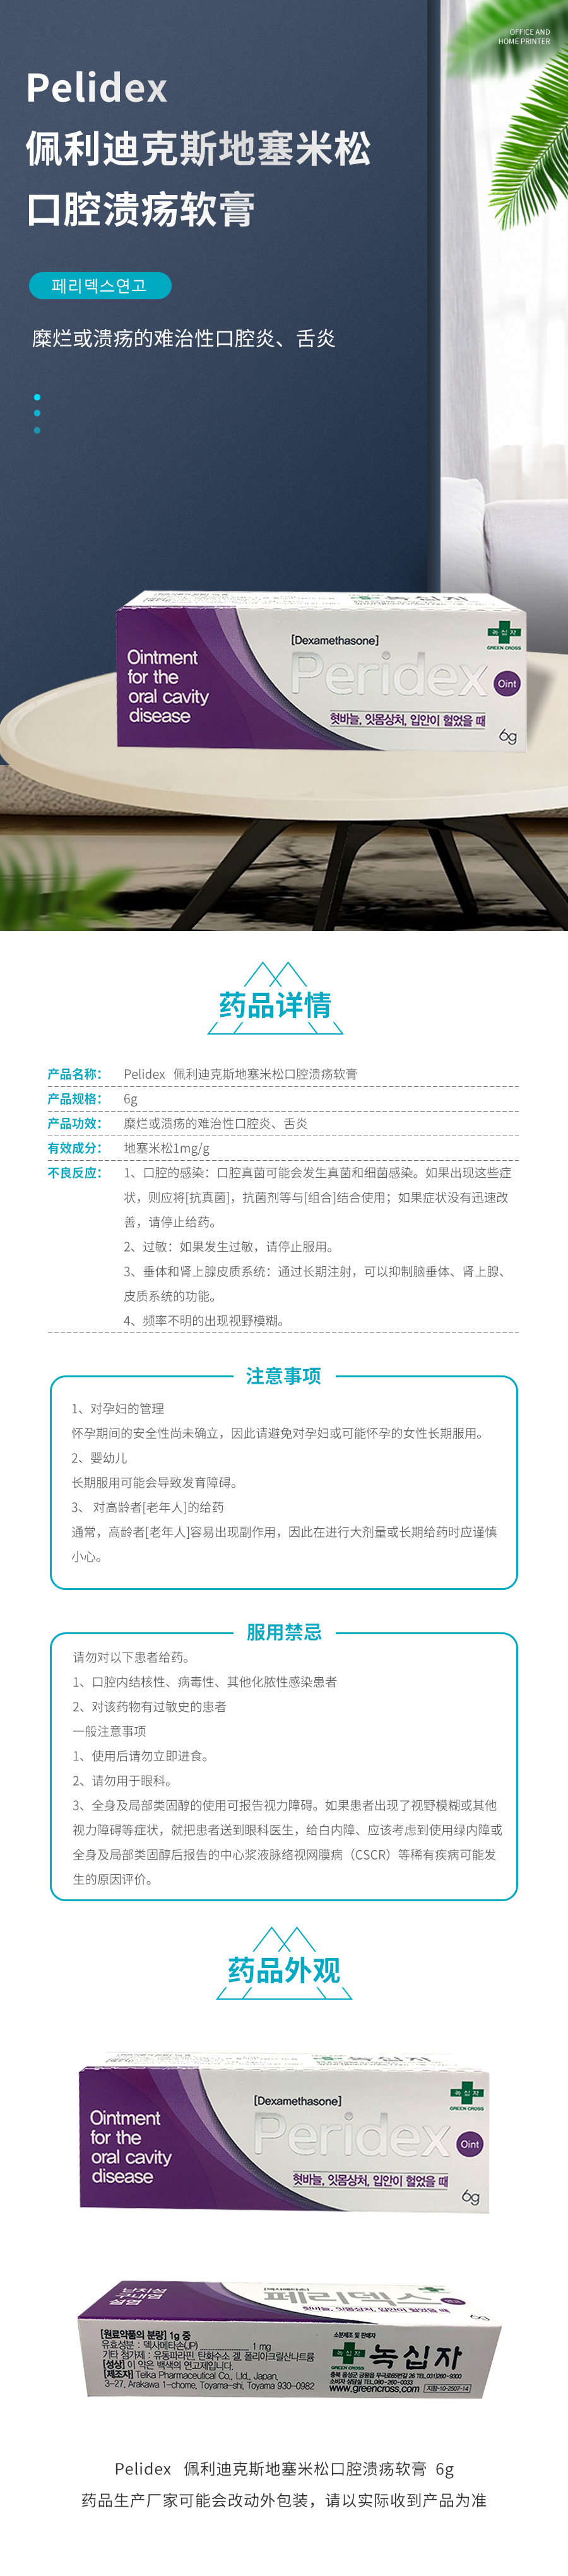 OFFICE AND
HOME PRINTER
Pelidex
佩利迪克斯地塞米松
口腔溃疡软膏
페리덱스연고
糜烂或溃疡的难治性口腔炎、舌炎
녹십자
GREEN CROSS
[Dexamethasone]
Ointment
for the
oral cavity
disease
Peridex
Oint
혓바늘, 잇몸상처, 입안이 헐었을 때
6g
药品详情
产品名称: Pelidex 佩利迪克斯地塞米松口腔溃疡软膏
产品规格: 6g
产品功效: 糜烂或溃疡的难治性口腔炎、舌炎
有效成分: 地塞米松1mg/g
不良反应: 1、口腔的感染：口腔真菌可能会发生真菌和细菌感染。如果出现这些症
状，则应将[抗真菌]，抗菌剂等与[组合]结合使用；如果症状没有迅速改
善，请停止给药。
2、过敏：如果发生过敏，请停止服用。
3、垂体和肾上腺皮质系统：通过长期注射，可以抑制脑垂体、肾上腺、
皮质系统的功能。
4、频率不明的出现视野模糊。
注意事项
1、对孕妇的管理
怀孕期间的安全性尚未确立，因此请避免对孕妇或可能怀孕的女性长期服用。
2、婴幼儿
长期服用可能会导致发育障碍。
3、 对高龄者[老年人]的给药
通常，高龄者[老年人]容易出现副作用，因此在进行大剂量或长期给药时应谨慎
小心。
服用禁忌
请勿对以下患者给药。
1、口腔内结核性、病毒性、其他化脓性感染患者
2、对该药物有过敏史的患者
一般注意事项
1、使用后请勿立即进食。
2、请勿用于眼科。
3、全身及局部类固醇的使用可报告视力障碍。如果患者出现了视野模糊或其他
视力障碍等症状，就把患者送到眼科医生，给白内障、应该考虑到使用绿内障或
全身及局部类固醇后报告的中心浆液脉络视网膜病（CSCR）等稀有疾病可能发
生的原因评价。
药品外观
녹십자
GREEN CROSS
[Dexamethasone]
Ointment
for the
oral cavity
disease
Peridex
Oint
혓바늘, 잇몸상처, 입안이 헐었을 때
6g
난치성
구내염
설염
페리덱스
혓바늘, 잇몸상처, 입안이 헐었을 때
6g
[원료약품의 분량] 1g 중
유효성분 : 덱사메타손(JP) 1 mg
기타 첨가제 : 유동파라핀, 탄화수소 겔, 폴리아크릴산나트륨
[성상] 이 약은 백색의 연고제입니다.
[제조자] Teika Pharmaceutical Co., Ltd., Japan.
3-27, Arakawa 1-chome, Toyama-shi, Toyama 930-0982
소분제조 및 판매자
녹십자
GREEN CROSS
www.greencross.com
Pelidex 佩利迪克斯地塞米松口腔溃疡软膏 6g
药品生产厂家可能会改动外包装，请以实际收到产品为准